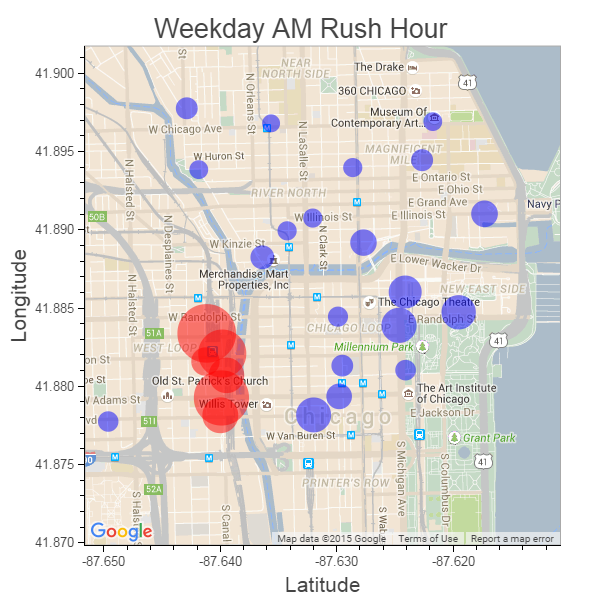 Weekday AM Rush Hour
41.900
41.895
41.890
41.885
41.880
41.875
41.870
Longitude
-87.650
-87.640
-87.630
-87.620
Latitude
The Drake
NEAR
NORTH SIDE
360 CHICAGO
41
Museum Of
Contemporary Art...
N Orleans St
W Chicago Ave
N LaSalle St
MAGNIFICENT
MILE
W Huron St
E Ontario St
N Halsted St
RIVER NORTH
E Ohio St
E Grand Ave
Navy P
50B
W Illinois St
E Illinois St
N Desplaines St
W Kinzie St
N Clark St
E Lower Wacker Dr
Merchandise Mart
Properties, Inc
NEW EAST SIDE
N Halsted St
The Chicago Theatre
W Randolph St
CHICAGO LOOP
E Randolph St
51A
WEST LOOP
Millennium Park
41
on St
Old St. Patrick's Church
The Art Institute
of Chicago
W Adams St
Willis Tower
Chicago
E Jackson Dr
51I
W Van Buren St
Grant Park
90
41
S Michigan Ave
S Columbus Dr
PRINTER'S ROW
52A
S Halsted St
S Canal
S Wab
Google
Map data ©2015 Google
Terms of Use
Report a map error